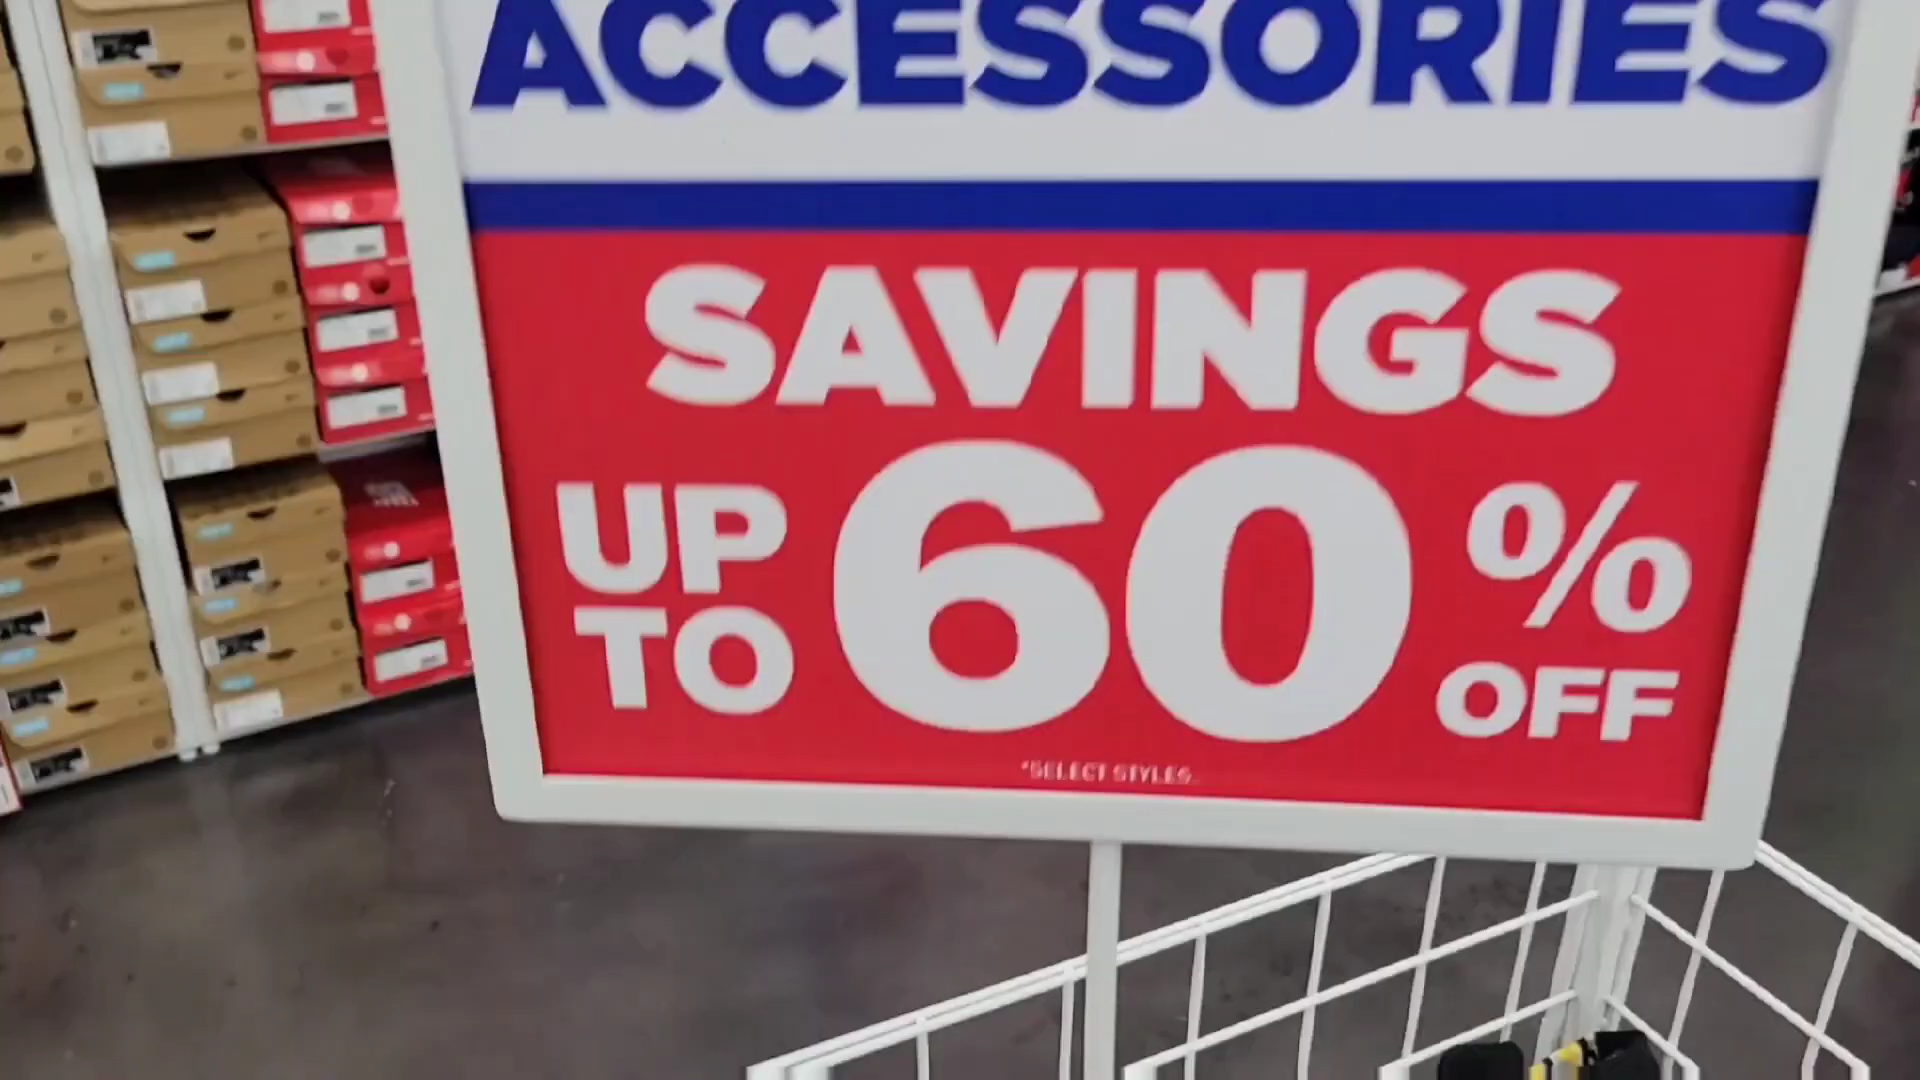 ACCESSORIES
SAVINGS
UP TO 60% OFF
*SELECT STYLES.